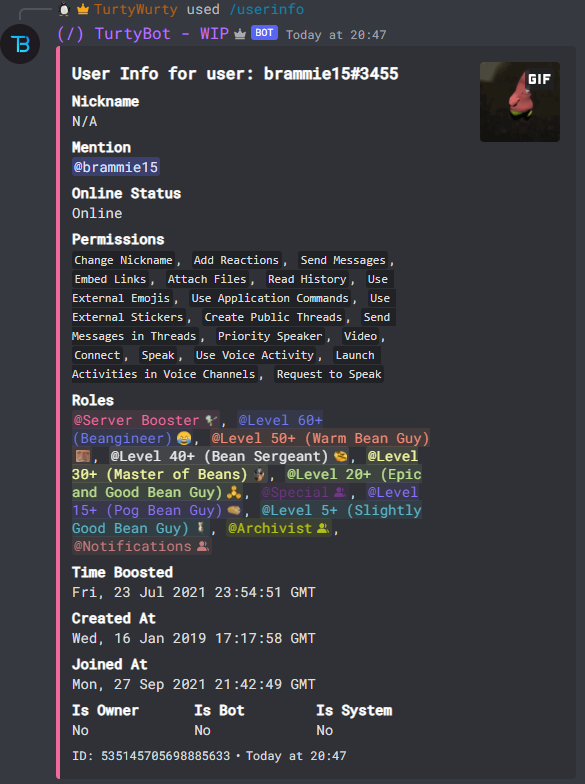 TurtyWurty used /userinfo
TB
(/) TurtyBot - WIP BOT Today at 20:47
User Info for user: brammie15#3455
GIF
Nickname
N/A
Mention
@brammie15
Online Status
Online
Permissions
Change Nickname, Add Reactions, Send Messages,
Embed Links, Attach Files, Read History, Use
External Emojis, Use Application Commands, Use
External Stickers, Create Public Threads, Send
Messages in Threads, Priority Speaker, Video,
Connect, Speak, Use Voice Activity, Launch
Activities in Voice Channels, Request to Speak
Roles
@Server Booster, @Level 60+
(Beangineer), @Level 50+ (Warm Bean Guy)
, @Level 40+ (Bean Sergeant), @Level
30+ (Master of Beans), @Level 20+ (Epic
and Good Bean Guy), @Special, @Level
15+ (Pog Bean Guy), @Level 5+ (Slightly
Good Bean Guy), @Archivist,
@Notifications
Time Boosted
Fri, 23 Jul 2021 23:54:51 GMT
Created At
Wed, 16 Jan 2019 17:17:58 GMT
Joined At
Mon, 27 Sep 2021 21:42:49 GMT
Is Owner Is Bot Is System
No No No
ID: 535145705698885633 • Today at 20:47